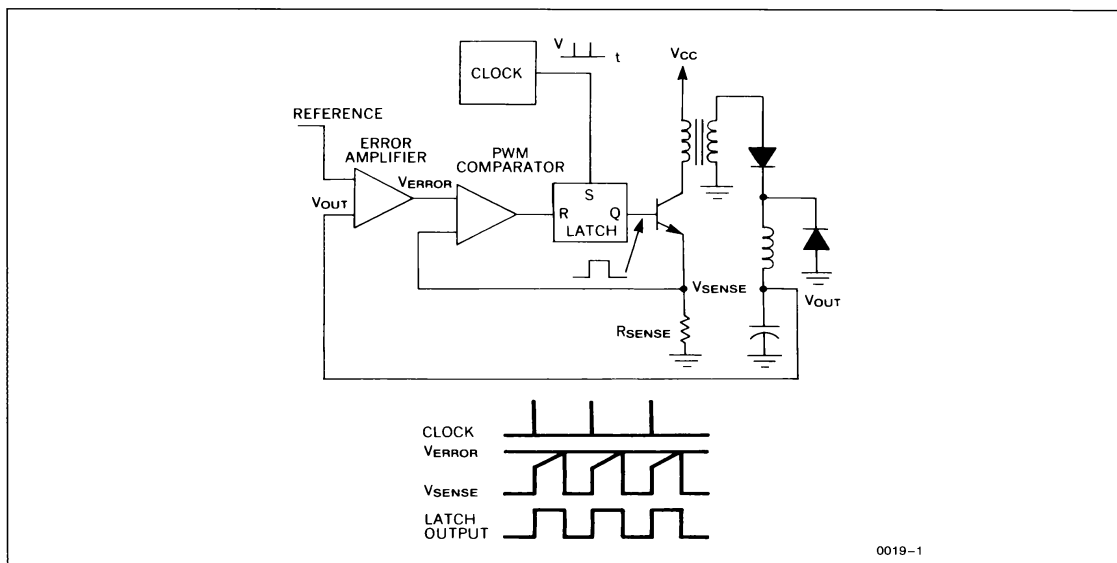 V
t
VCC
CLOCK
REFERENCE
ERROR
AMPLIFIER
PWM
COMPARATOR
VERROR
S
VOUT
R
Q
LATCH
VSENSE
VOUT
RSENSE
CLOCK
VERROR
VSENSE
LATCH
OUTPUT
0019-1